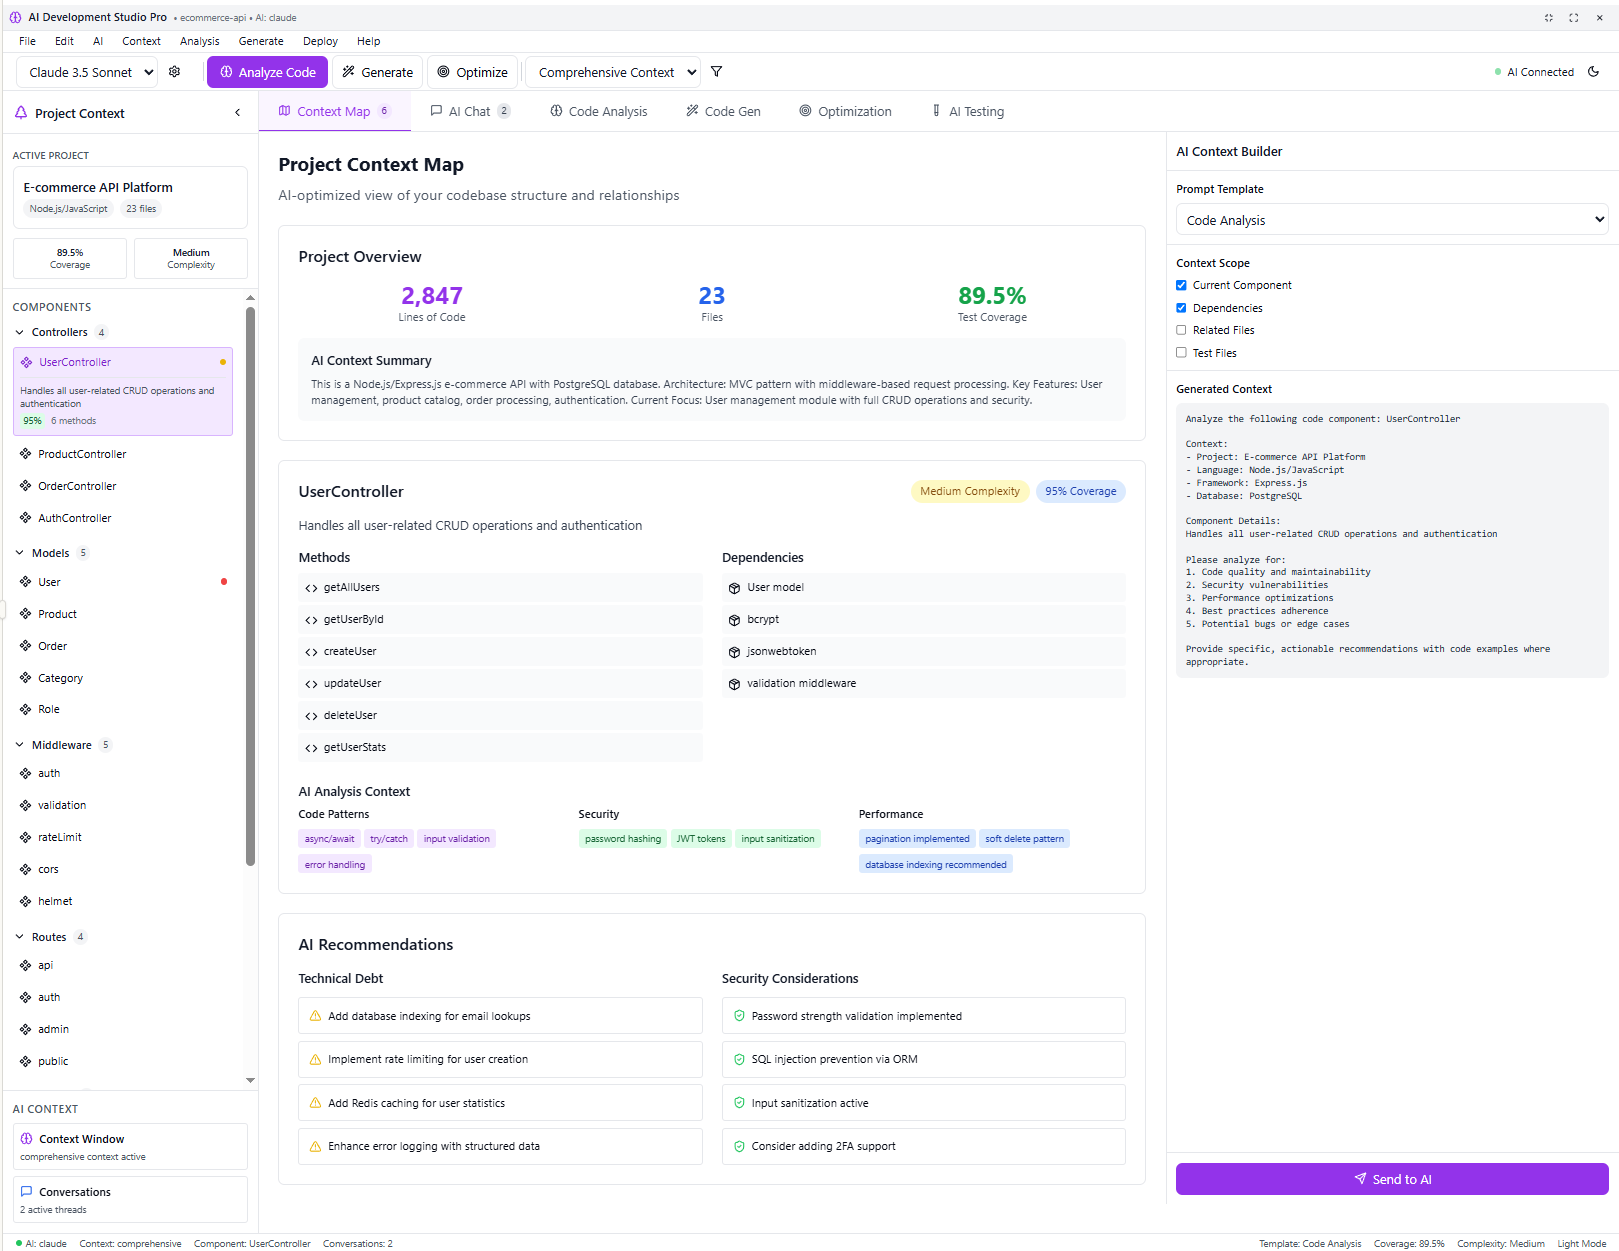 AI Development Studio Pro • ecommerce-api • AI: claude
File Edit AI Context Analysis Generate Deploy Help
Claude 3.5 Sonnet Analyze Code Generate Optimize Comprehensive Context AI Connected
Project Context
Context Map 6 AI Chat 2 Code Analysis Code Gen Optimization AI Testing
ACTIVE PROJECT
E-commerce API Platform
Node.js/JavaScript 23 files
89.5%
Coverage
Medium
Complexity
COMPONENTS
Controllers 4
UserController
Handles all user-related CRUD operations and
authentication
95% 6 methods
ProductController
OrderController
AuthController
Models 5
User
Product
Order
Category
Role
Middleware 5
auth
validation
rateLimit
cors
helmet
Routes 4
api
auth
admin
public
AI CONTEXT
Context Window
comprehensive context active
Conversations
2 active threads
Project Context Map
AI-optimized view of your codebase structure and relationships
Project Overview
2,847
Lines of Code
23
Files
89.5%
Test Coverage
AI Context Summary
This is a Node.js/Express.js e-commerce API with PostgreSQL database. Architecture: MVC pattern with middleware-based request processing. Key Features: User
management, product catalog, order processing, authentication. Current Focus: User management module with full CRUD operations and security.
UserController Medium Complexity 95% Coverage
Handles all user-related CRUD operations and authentication
Methods
getAllUsers
getUserById
createUser
updateUser
deleteUser
getUserStats
Dependencies
User model
bcrypt
jsonwebtoken
validation middleware
AI Analysis Context
Code Patterns
async/await try/catch input validation
error handling
Security
password hashing JWT tokens input sanitization
Performance
pagination implemented soft delete pattern
database indexing recommended
AI Recommendations
Technical Debt
Add database indexing for email lookups
Implement rate limiting for user creation
Add Redis caching for user statistics
Enhance error logging with structured data
Security Considerations
Password strength validation implemented
SQL injection prevention via ORM
Input sanitization active
Consider adding 2FA support
AI Context Builder
Prompt Template
Code Analysis
Context Scope
Current Component
Dependencies
Related Files
Test Files
Generated Context
Analyze the following code component: UserController
Context:
- Project: E-commerce API Platform
- Language: Node.js/JavaScript
- Framework: Express.js
- Database: PostgreSQL
Component Details:
Handles all user-related CRUD operations and authentication
Please analyze for:
1. Code quality and maintainability
2. Security vulnerabilities
3. Performance optimizations
4. Best practices adherence
5. Potential bugs or edge cases
Provide specific, actionable recommendations with code examples where
appropriate.
Send to AI
AI: claude Context: comprehensive Component: UserController Conversations: 2
Template: Code Analysis Coverage: 89.5% Complexity: Medium Light Mode